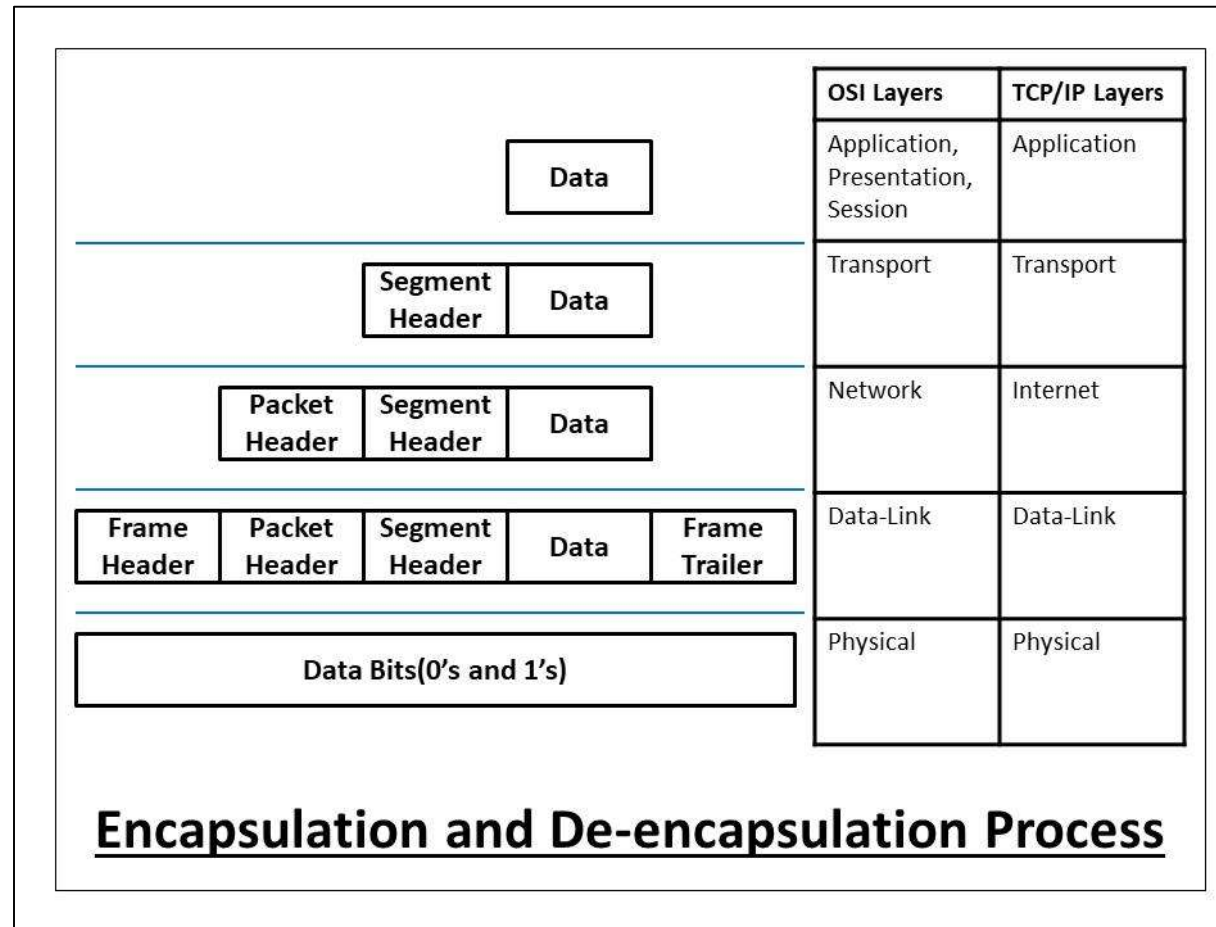 OSI Layers TCP/IP Layers
Data
Application,
Presentation,
Session
Application
Segment
Header
Data
Transport
Transport
Packet
Header
Segment
Header
Data
Network
Internet
Frame
Header
Packet
Header
Segment
Header
Data
Frame
Trailer
Data-Link
Data-Link
Data Bits(0’s and 1’s)
Physical
Physical
Encapsulation and De-encapsulation Process